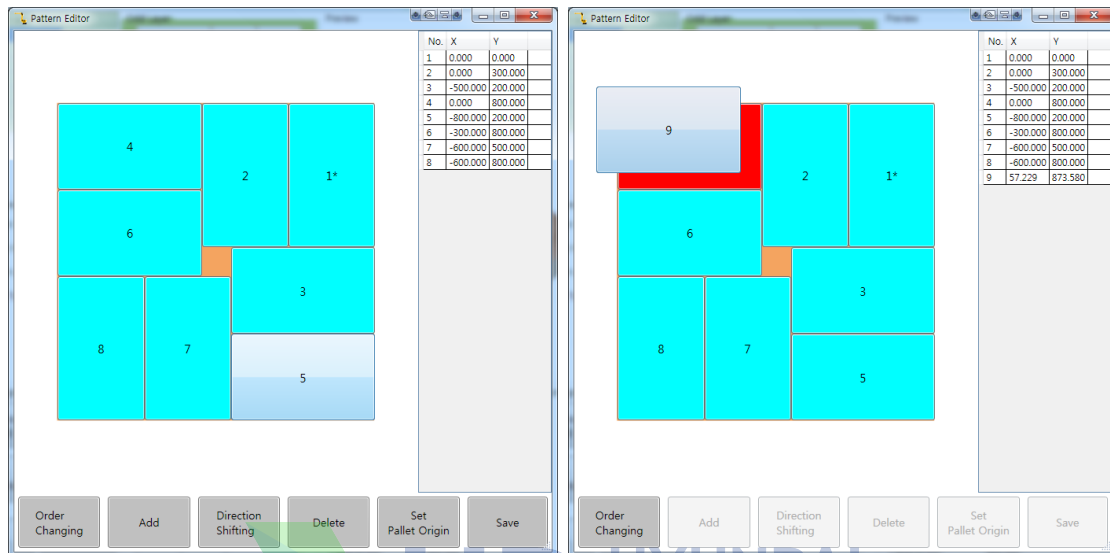 Pattern Editor
No. X Y
1 0.000 0.000
2 0.000 300.000
3 -500.000 200.000
4 0.000 800.000
5 -800.000 200.000
6 -300.000 800.000
7 -600.000 500.000
8 -600.000 800.000
4
2
1*
6
3
8
7
5
Order
Changing
Add
Direction
Shifting
Delete
Set
Pallet Origin
Save
Pattern Editor
No. X Y
1 0.000 0.000
2 0.000 300.000
3 -500.000 200.000
4 0.000 800.000
5 -800.000 200.000
6 -300.000 800.000
7 -600.000 500.000
8 -600.000 800.000
9 57.229 873.580
9
2
1*
6
3
8
7
5
Order
Changing
Add
Direction
Shifting
Delete
Set
Pallet Origin
Save
HYUNDAI